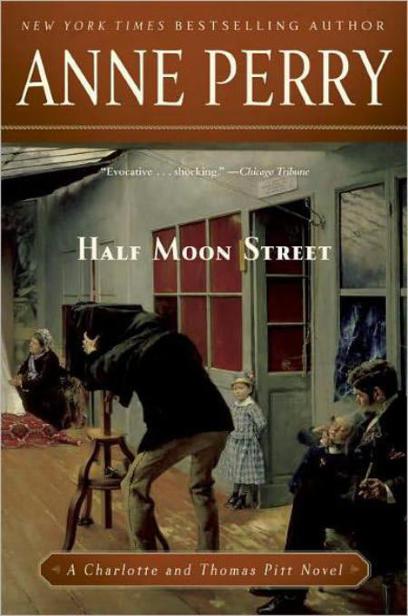 NEW YORK TIMES BESTSELLING AUTHOR
ANNE PERRY
“Evocative . . . shocking.” —Chicago Tribune
HALF MOON STREET
A Charlotte and Thomas Pitt Novel